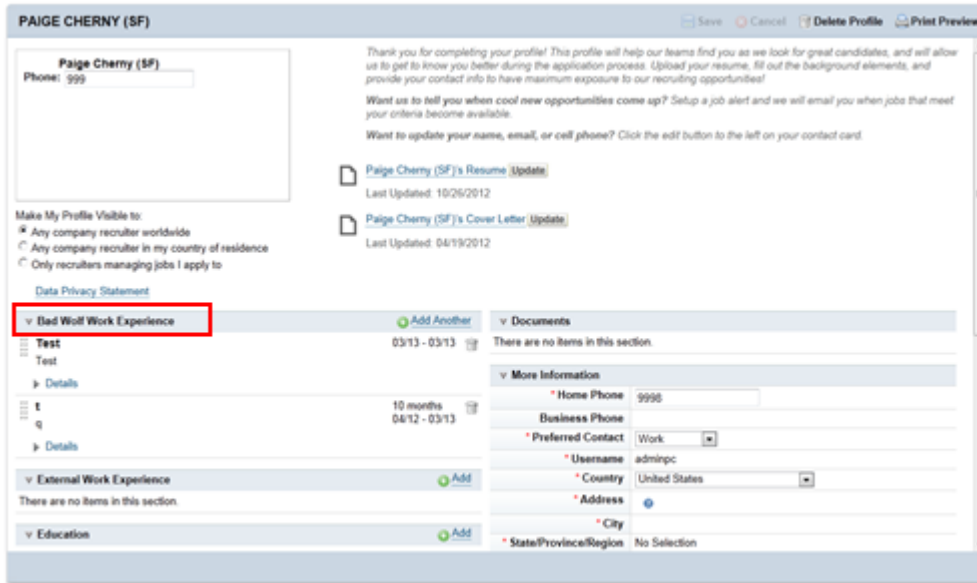 PAIGE CHERNY (SF)
Save Cancel Delete Profile Print Preview
Paige Cherny (SF)
Phone: 999
Thank you for completing your profile! This profile will help our teams find you as we look for great candidates, and will allow
us to get to know you better during the application process. Upload your resume, fill out the background elements, and
provide your contact info to have maximum exposure to our recruiting opportunities!
Want us to tell you when cool new opportunities come up? Setup a job alert and we will email you when jobs that meet
your criteria become available.
Want to update your name, email, or cell phone? Click the edit button to the left on your contact card.
Paige Cherny (SF)'s Resume Update
Last Updated: 10/26/2012
Paige Cherny (SF)'s Cover Letter Update
Last Updated: 04/19/2012
Make My Profile Visible to:
Any company recruiter worldwide
Any company recruiter in my country of residence
Only recruiters managing jobs I apply to
Data Privacy Statement
Bad Wolf Work Experience Add Another
Test 03/13 - 03/13
Test
Details
t 10 months
q 04/12 - 03/13
Details
External Work Experience Add
There are no items in this section.
Education Add
Documents
There are no items in this section.
More Information
* Home Phone 9998
Business Phone
* Preferred Contact Work
* Username adminpc
* Country United States
* Address
* City
* State/Province/Region No Selection